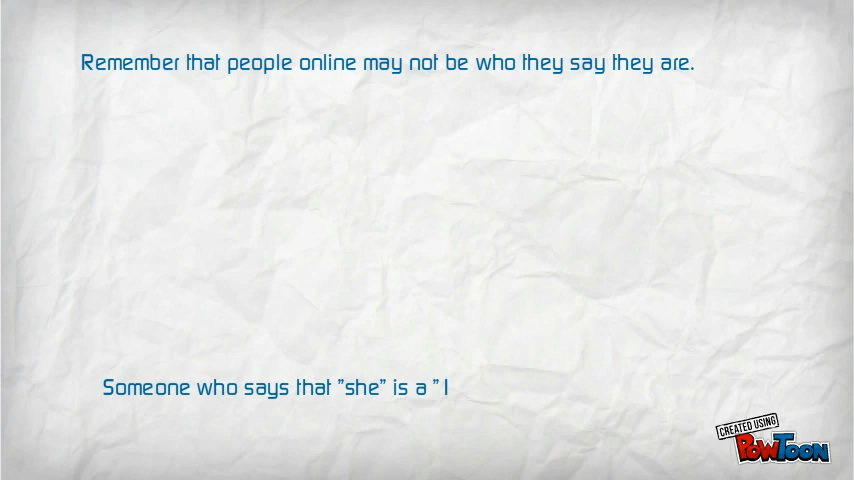 Remember that people online may not be who they say they are.
Someone who says that "she" is a " 1
CREATED USING
POWTOON